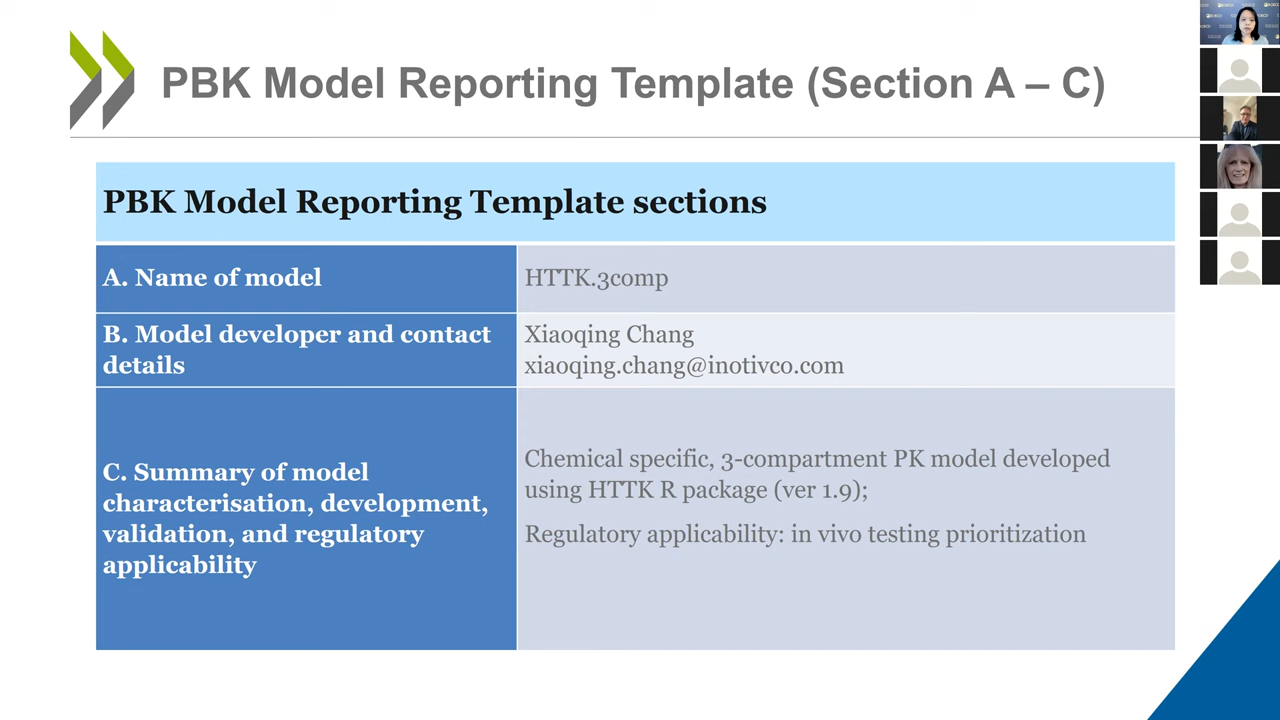 PBK Model Reporting Template (Section A – C)
PBK Model Reporting Template sections
A. Name of model
HTTK.3comp
B. Model developer and contact
details
Xiaoqing Chang
xiaoqing.chang@inotivco.com
C. Summary of model
characterisation, development,
validation, and regulatory
applicability
Chemical specific, 3-compartment PK model developed
using HTTK R package (ver 1.9);
Regulatory applicability: in vivo testing prioritization